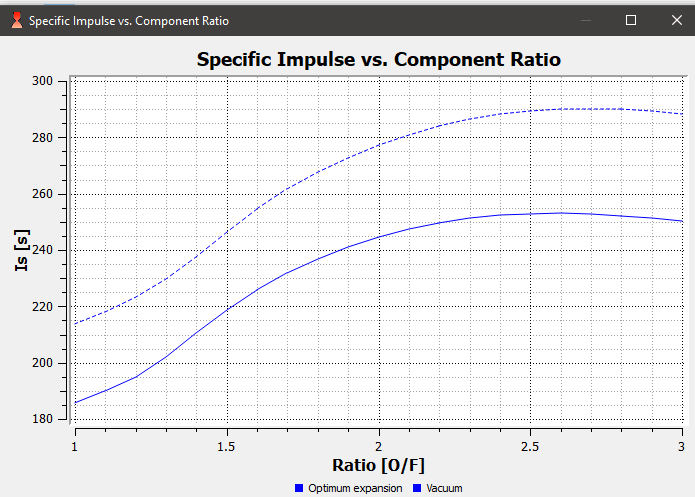 Specific Impulse vs. Component Ratio
Specific Impulse vs. Component Ratio
300
280
260
240
220
200
180
Is [s]
1
1.5
2
2.5
3
Ratio [O/F]
Optimum expansion
Vacuum